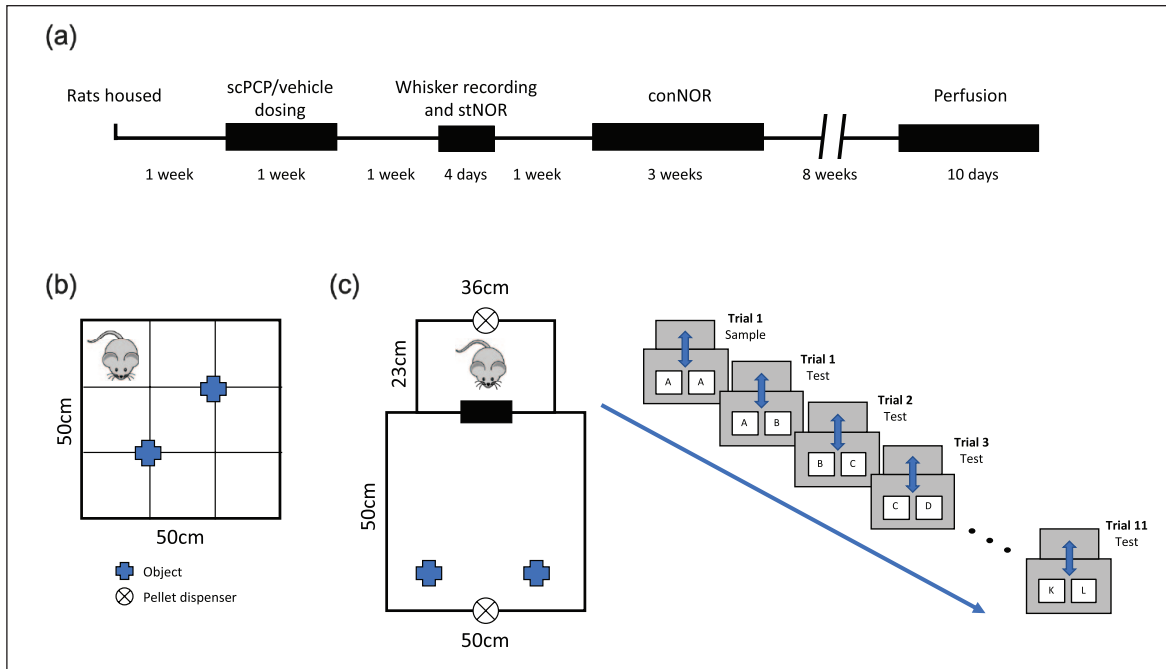 (a)
Rats housed
scPCP/vehicle
dosing
Whisker recording
and stNOR
conNOR
Perfusion
1 week
1 week
1 week
4 days
1 week
3 weeks
8 weeks
10 days
(b)
50cm
50cm
Object
Pellet dispenser
(c)
36cm
23cm
50cm
50cm
Trial 1
Sample
A A
Trial 1
Test
A B
Trial 2
Test
B C
Trial 3
Test
C D
Trial 11
Test
K L